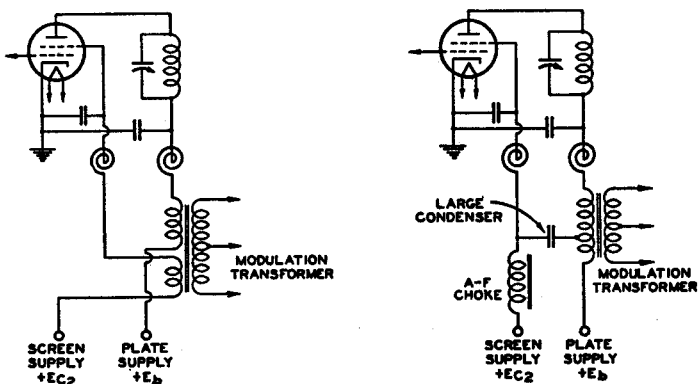 MODULATION
TRANSFORMER
SCREEN
SUPPLY
+EC2
PLATE
SUPPLY
+Eb
LARGE
CONDENSER
A-F
CHOKE
MODULATION
TRANSFORMER
SCREEN
SUPPLY
+EC2
PLATE
SUPPLY
+Eb